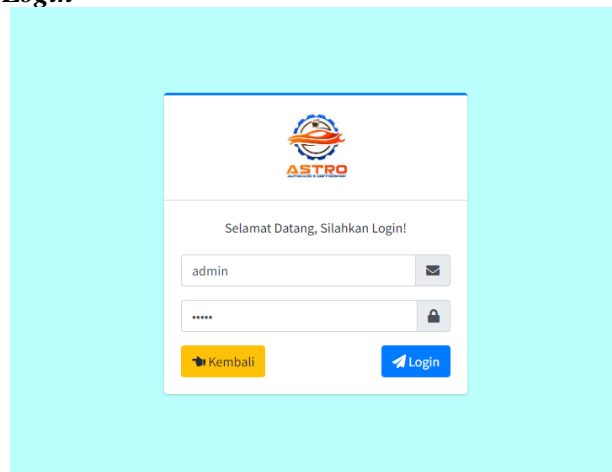 Login
ASTRO
Selamat Datang, Silahkan Login!
admin
•••••
Kembali
Login